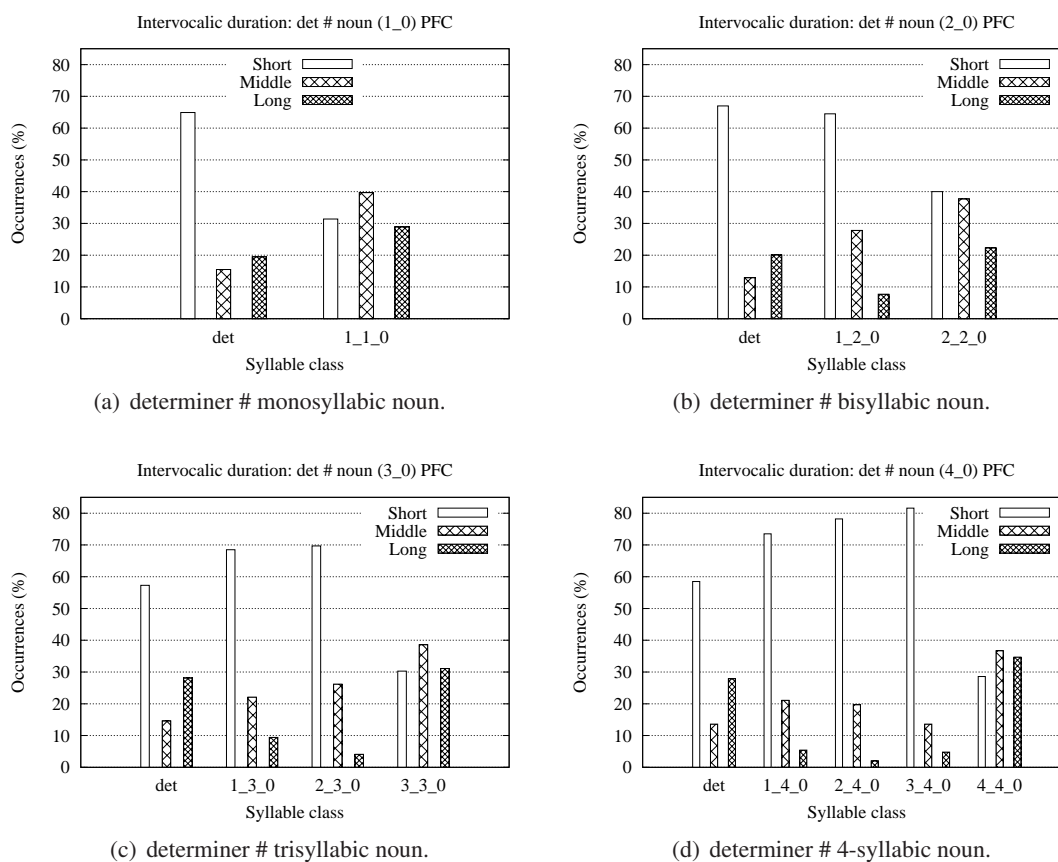 Intervocalic duration: det # noun (1_0) PFC
80
70
60
50
40
30
20
10
0
Occurrences (%)
Short
Middle
Long
det 1_1_0
Syllable class
(a) determiner # monosyllabic noun.
Intervocalic duration: det # noun (2_0) PFC
80
70
60
50
40
30
20
10
0
Occurrences (%)
Short
Middle
Long
det 1_2_0 2_2_0
Syllable class
(b) determiner # bisyllabic noun.
Intervocalic duration: det # noun (3_0) PFC
80
70
60
50
40
30
20
10
0
Occurrences (%)
Short
Middle
Long
det 1_3_0 2_3_0 3_3_0
Syllable class
(c) determiner # trisyllabic noun.
Intervocalic duration: det # noun (4_0) PFC
80
70
60
50
40
30
20
10
0
Occurrences (%)
Short
Middle
Long
det 1_4_0 2_4_0 3_4_0 4_4_0
Syllable class
(d) determiner # 4-syllabic noun.